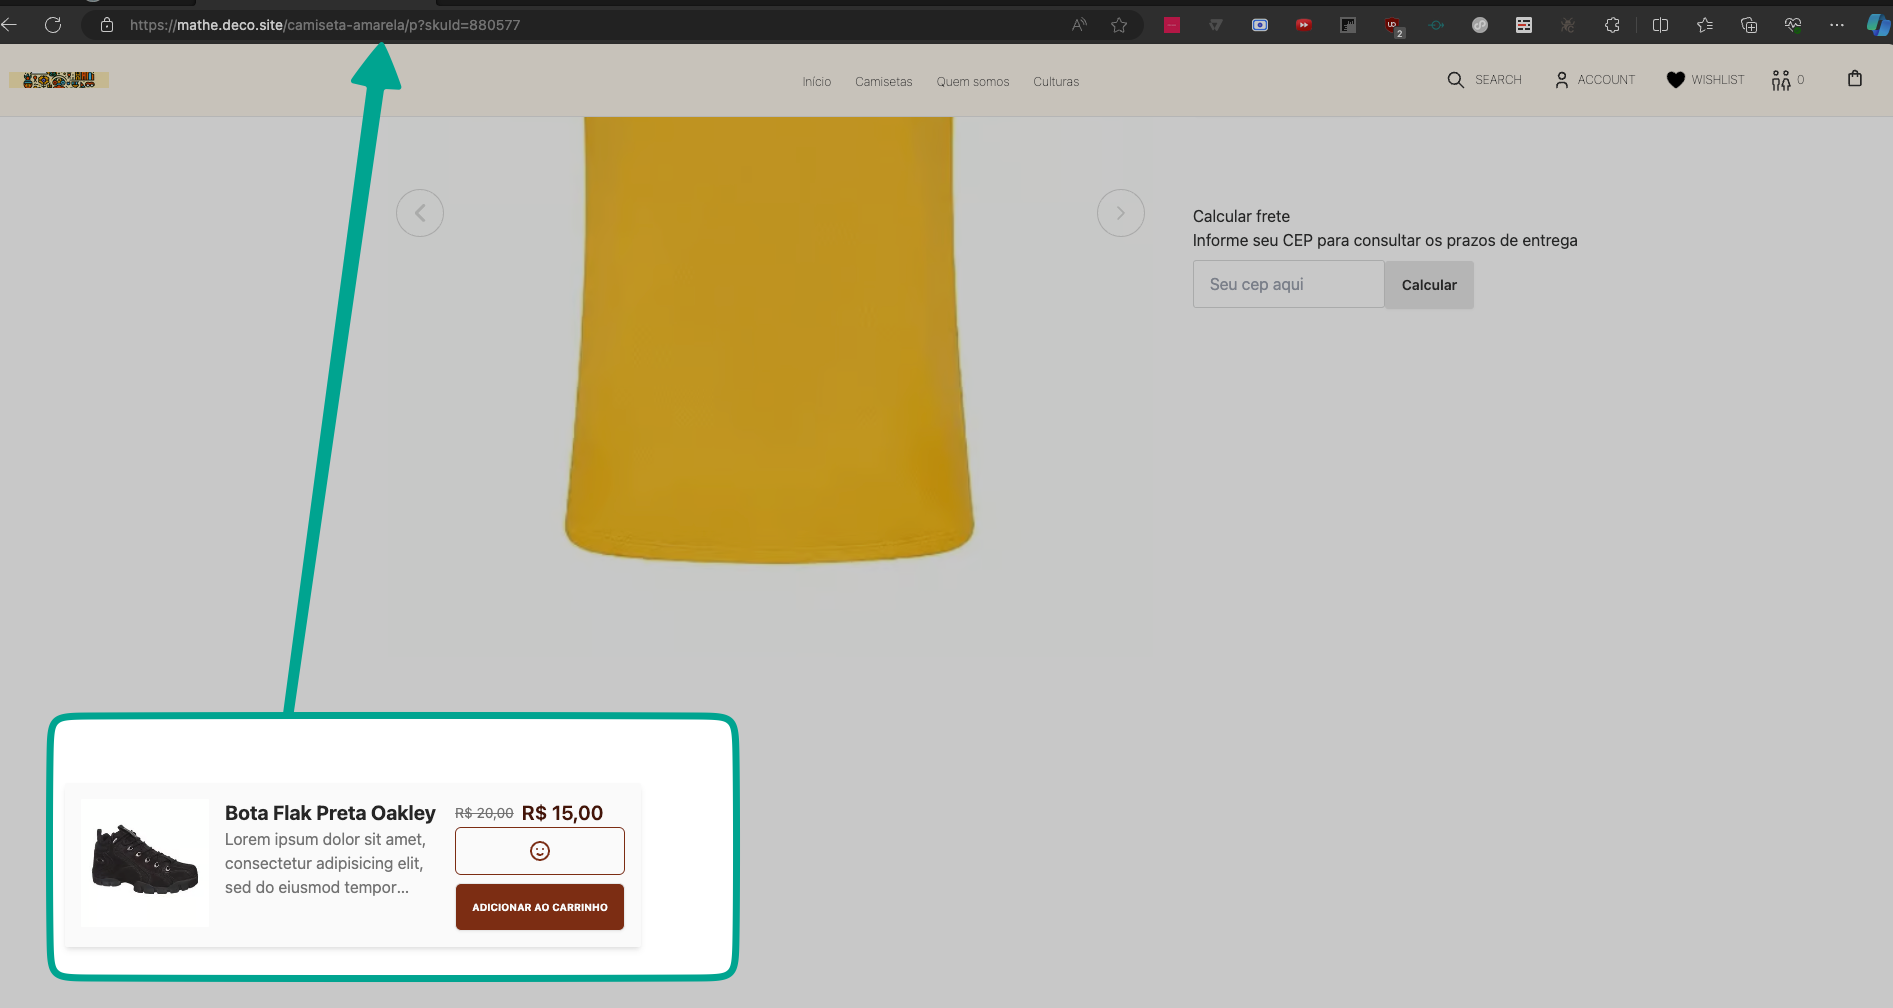 https://mathe.deco.site/camiseta-amarela/p?skuId=880577
2
Início Camisetas Quem somos Culturas
SEARCH ACCOUNT WISHLIST 0
Calcular frete
Informe seu CEP para consultar os prazos de entrega
Seu cep aqui Calcular
Bota Flak Preta Oakley
Lorem ipsum dolor sit amet,
consectetur adipisicing elit,
sed do eiusmod tempor...
R$ 20,00 R$ 15,00
ADICIONAR AO CARRINHO